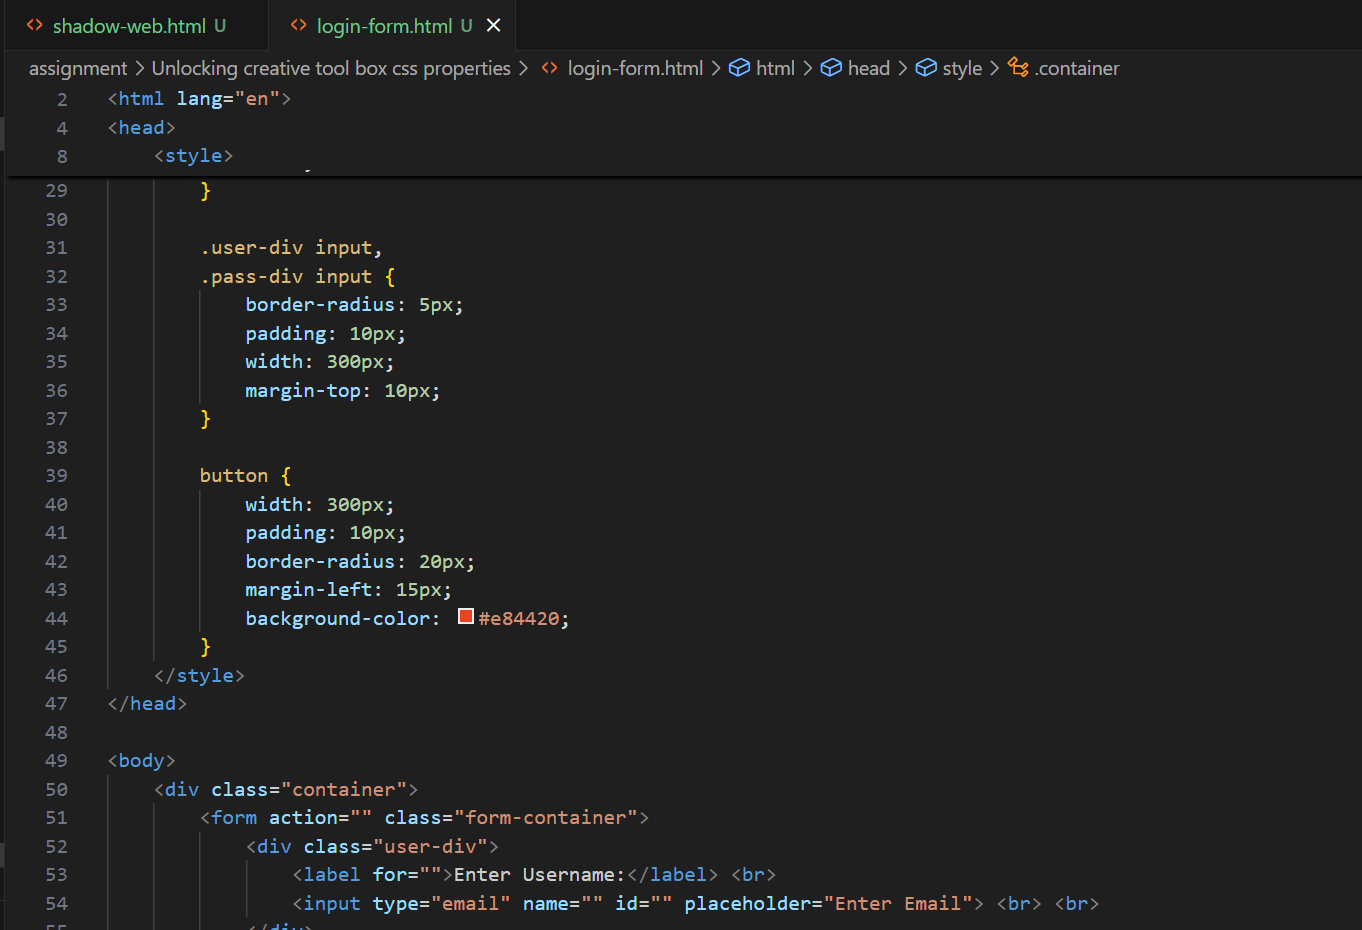 shadow-web.html U login-form.html U
assignment > Unlocking creative tool box css properties > login-form.html > html > head > style > .container
2 <html lang="en">
4 <head>
8 <style>
29 }
30
31 .user-div input,
32 .pass-div input {
33 border-radius: 5px;
34 padding: 10px;
35 width: 300px;
36 margin-top: 10px;
37 }
38
39 button {
40 width: 300px;
41 padding: 10px;
42 border-radius: 20px;
43 margin-left: 15px;
44 background-color: #e84420;
45 }
46 </style>
47 </head>
48
49 <body>
50 <div class="container">
51 <form action="" class="form-container">
52 <div class="user-div">
53 <label for="">Enter Username:</label> <br>
54 <input type="email" name="" id="" placeholder="Enter Email"> <br> <br>
55 </div>